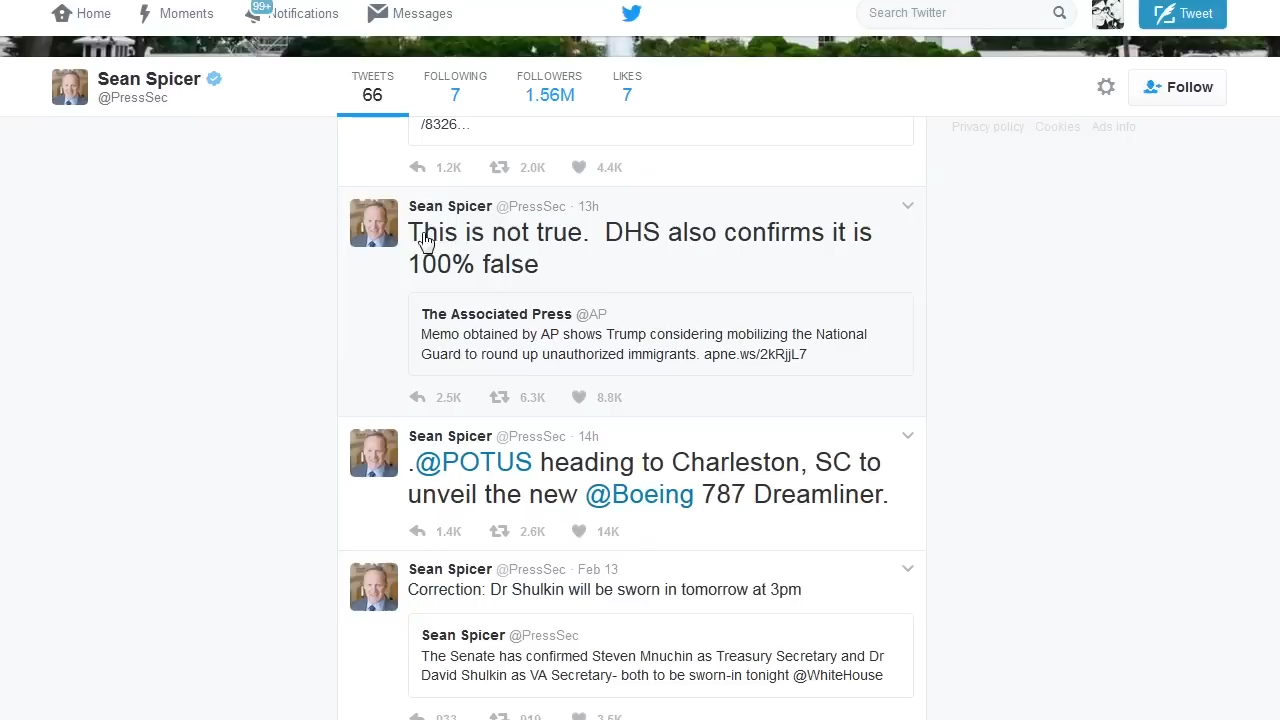 Home
Moments
99+
Notifications
Messages
Search Twitter
Tweet
Sean Spicer
@PressSec
TWEETS
66
FOLLOWING
7
FOLLOWERS
1.56M
LIKES
7
Follow
/8326...
Privacy policy Cookies Ads info
1.2K 2.0K 4.4K
Sean Spicer @PressSec · 13h
This is not true. DHS also confirms it is
100% false
The Associated Press @AP
Memo obtained by AP shows Trump considering mobilizing the National
Guard to round up unauthorized immigrants. apne.ws/2kRjjL7
2.5K 6.3K 8.8K
Sean Spicer @PressSec · 14h
.@POTUS heading to Charleston, SC to
unveil the new @Boeing 787 Dreamliner.
1.4K 2.6K 14K
Sean Spicer @PressSec · Feb 13
Correction: Dr Shulkin will be sworn in tomorrow at 3pm
Sean Spicer @PressSec
The Senate has confirmed Steven Mnuchin as Treasury Secretary and Dr
David Shulkin as VA Secretary- both to be sworn-in tonight @WhiteHouse
933 919 3.5K